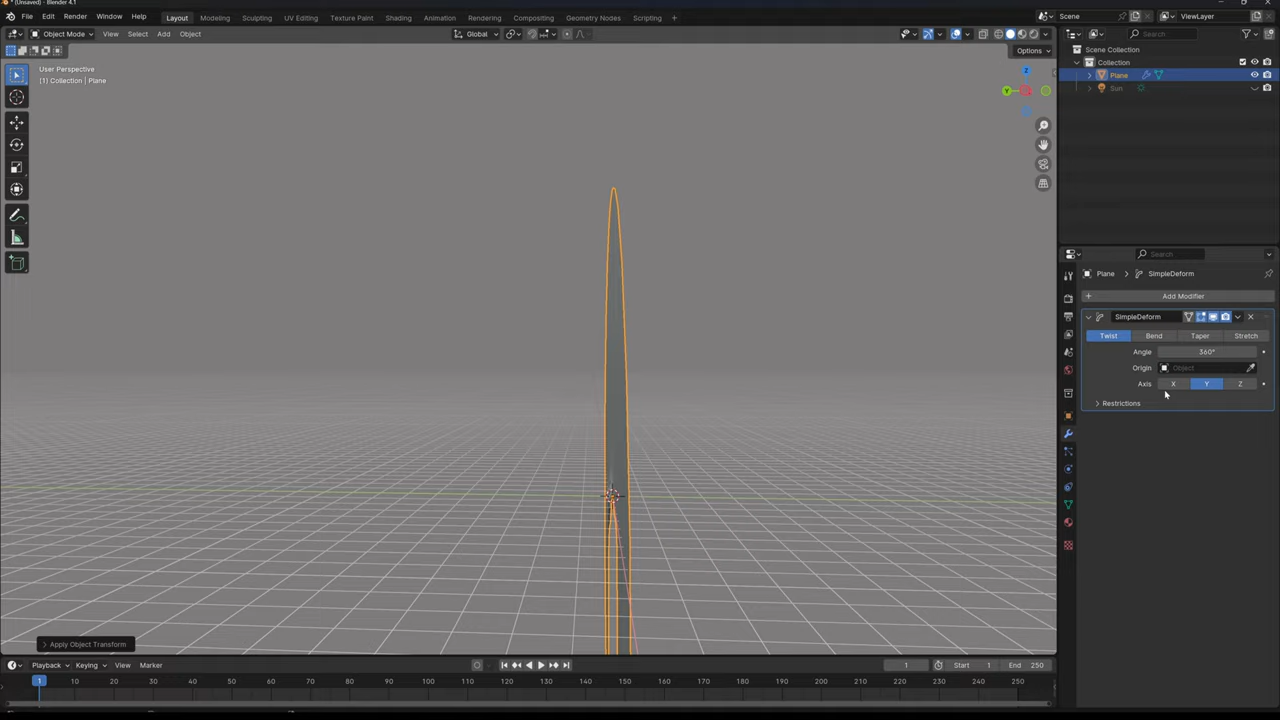 * (Unsaved) - Blender 4.1
File Edit Render Window Help Layout Modeling Sculpting UV Editing Texture Paint Shading Animation Rendering Compositing Geometry Nodes Scripting + Scene ViewLayer
Object Mode View Select Add Object Global Search
Options
User Perspective
(1) Collection | Plane
Z
Y
Scene Collection
Collection
Plane
Sun
Search
Plane > SimpleDeform
+ Add Modifier
SimpleDeform
Twist Bend Taper Stretch
Angle 360°
Origin Object
Axis X Y Z
Restrictions
Apply Object Transform
Playback Keying View Marker 1 Start 1 End 250
1 10 20 30 40 50 60 70 80 90 100 110 120 130 140 150 160 170 180 190 200 210 220 230 240 250